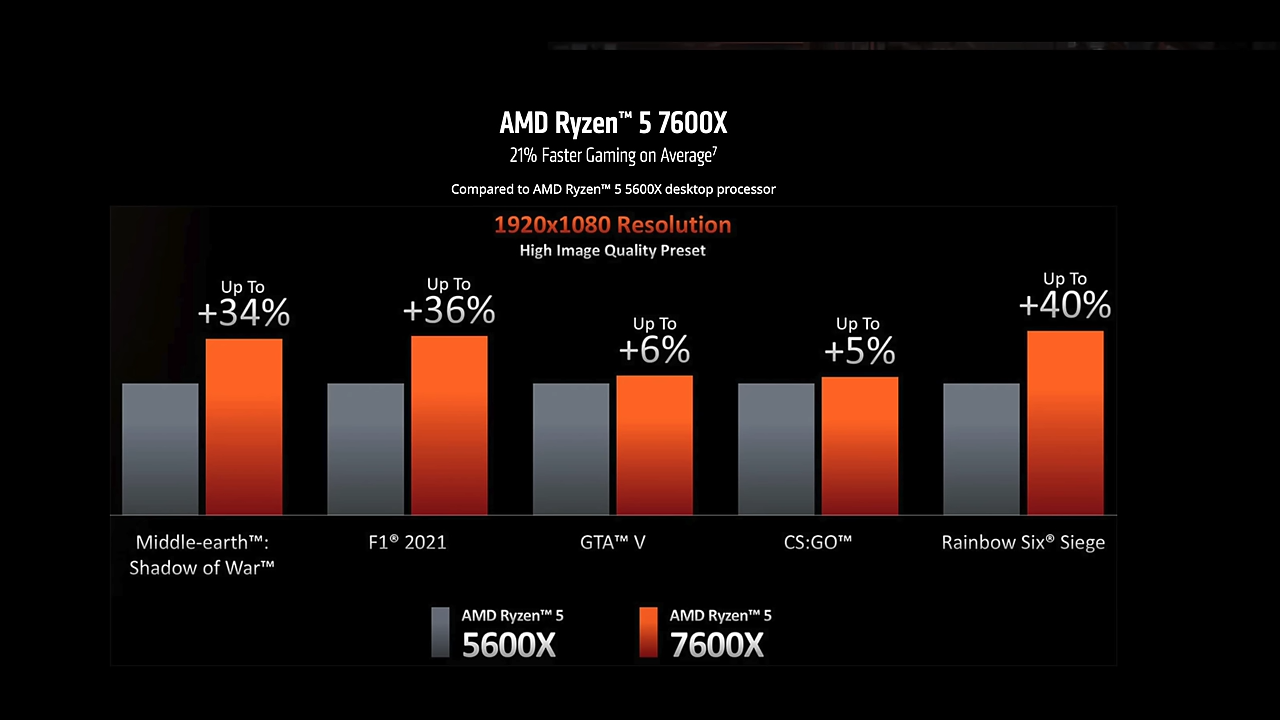 AMD Ryzen™ 5 7600X
21% Faster Gaming on Average⁷
Compared to AMD Ryzen™ 5 5600X desktop processor
1920x1080 Resolution
High Image Quality Preset
Up To
+34%
Up To
+36%
Up To
+6%
Up To
+5%
Up To
+40%
Middle-earth™:
Shadow of War™
F1® 2021
GTA™ V
CS:GO™
Rainbow Six® Siege
AMD Ryzen™ 5
5600X
AMD Ryzen™ 5
7600X